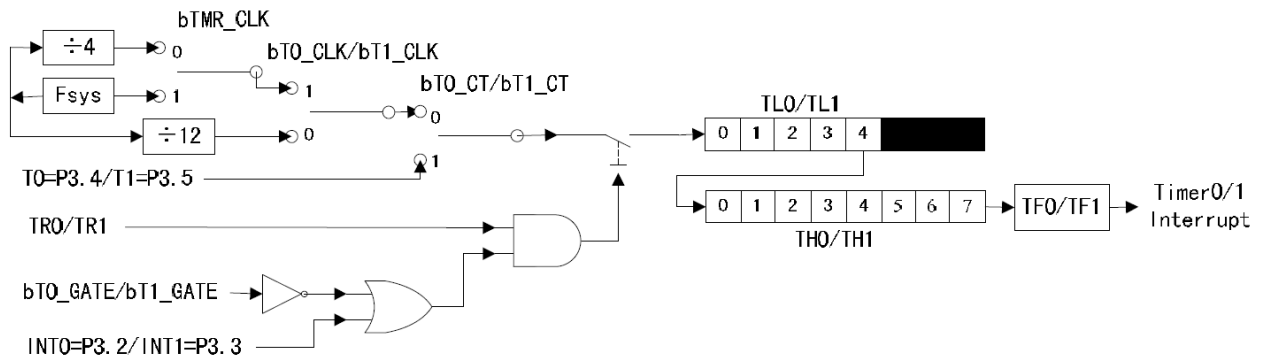 bTMR_CLK
÷4
0
bT0_CLK/bT1_CLK
Fsys
1
1
bT0_CT/bT1_CT
÷12
0
0
TL0/TL1
0 1 2 3 4
1
T0=P3.4/T1=P3.5
0 1 2 3 4 5 6 7
TF0/TF1
Timer0/1
Interrupt
TR0/TR1
TH0/TH1
bT0_GATE/bT1_GATE
INT0=P3.2/INT1=P3.3